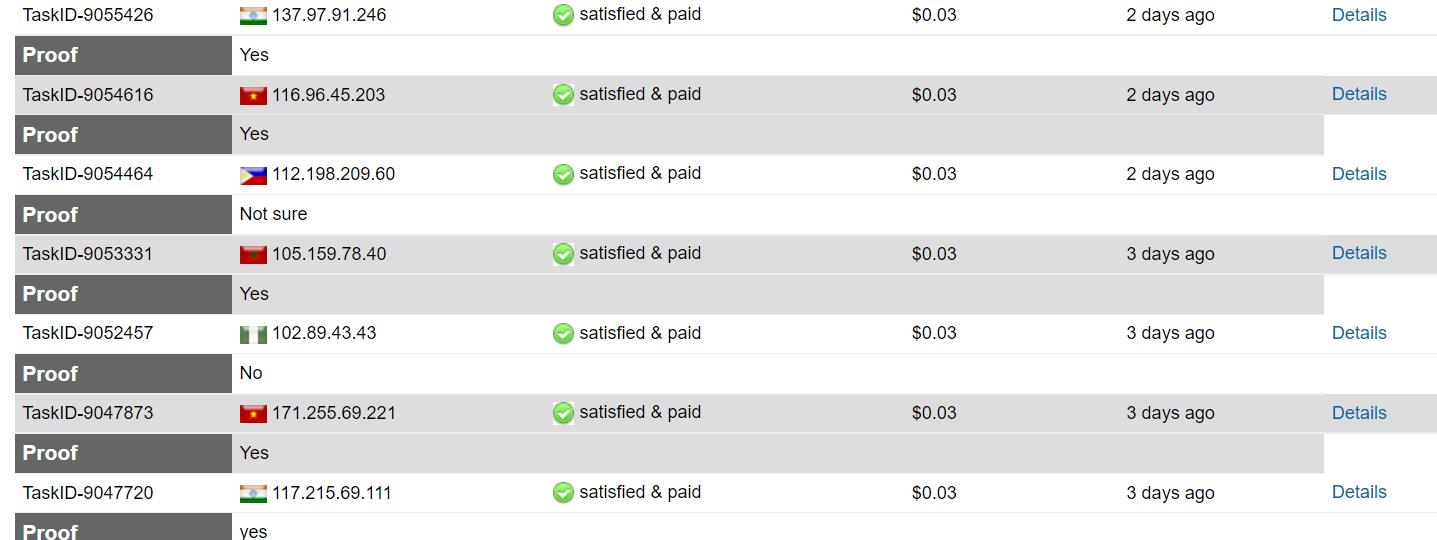 TaskID-9055426 137.97.91.246 satisfied & paid $0.03 2 days ago Details
Proof Yes
TaskID-9054616 116.96.45.203 satisfied & paid $0.03 2 days ago Details
Proof Yes
TaskID-9054464 112.198.209.60 satisfied & paid $0.03 2 days ago Details
Proof Not sure
TaskID-9053331 105.159.78.40 satisfied & paid $0.03 3 days ago Details
Proof Yes
TaskID-9052457 102.89.43.43 satisfied & paid $0.03 3 days ago Details
Proof No
TaskID-9047873 171.255.69.221 satisfied & paid $0.03 3 days ago Details
Proof Yes
TaskID-9047720 117.215.69.111 satisfied & paid $0.03 3 days ago Details
Proof yes